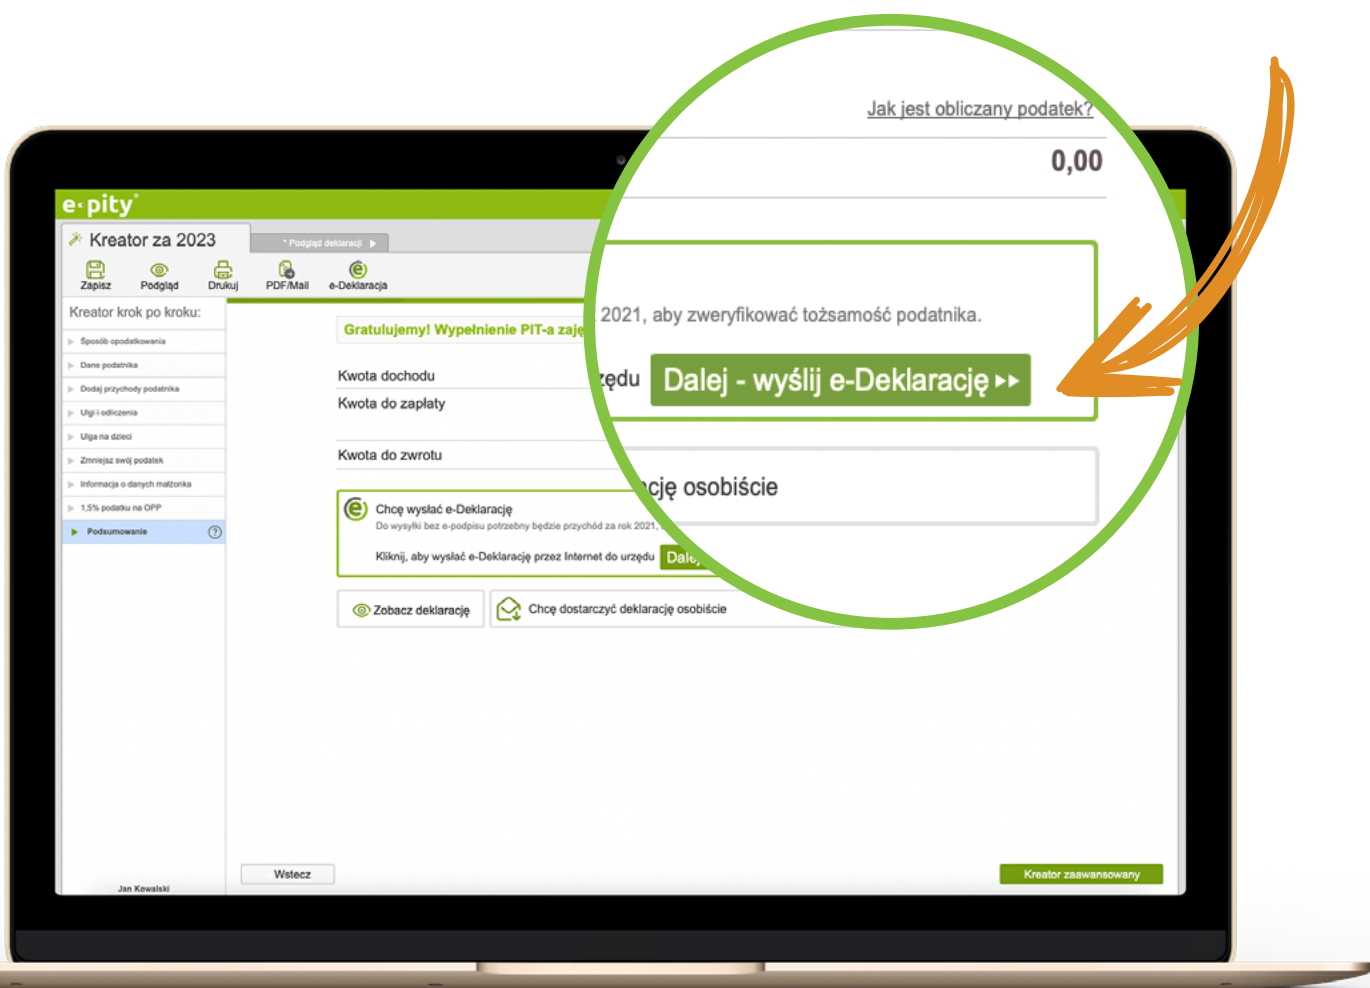 Jak jest obliczany podatek?
0,00
e-pity
Kreator za 2023
* Podgląd deklaracji
Zapisz Podgląd Drukuj PDF/Mail e-Deklaracja
Kreator krok po kroku:
Sposób opodatkowania
Dane podatnika
Dodaj przychody podatnika
Ulgi i odliczenia
Ulga na dzieci
Zmniejsz swój podatek
Informacja o danych małżonka
1,5% podatku na OPP
Podsumowanie ?
Jan Kowalski
Gratulujemy! Wypełnienie PIT-a zaję
Kwota dochodu
Kwota do zapłaty
Kwota do zwrotu
Chcę wysłać e-Deklarację
Do wysyłki bez e-podpisu potrzebny będzie przychód za rok 2021,
Kliknij, aby wysłać e-Deklarację przez Internet do urzędu Dalej
Zobacz deklarację
Chcę dostarczyć deklarację osobiście
2021, aby zweryfikować tożsamość podatnika.
zędu Dalej - wyślij e-Deklarację
cję osobiście
Wstecz
Kreator zaawansowany